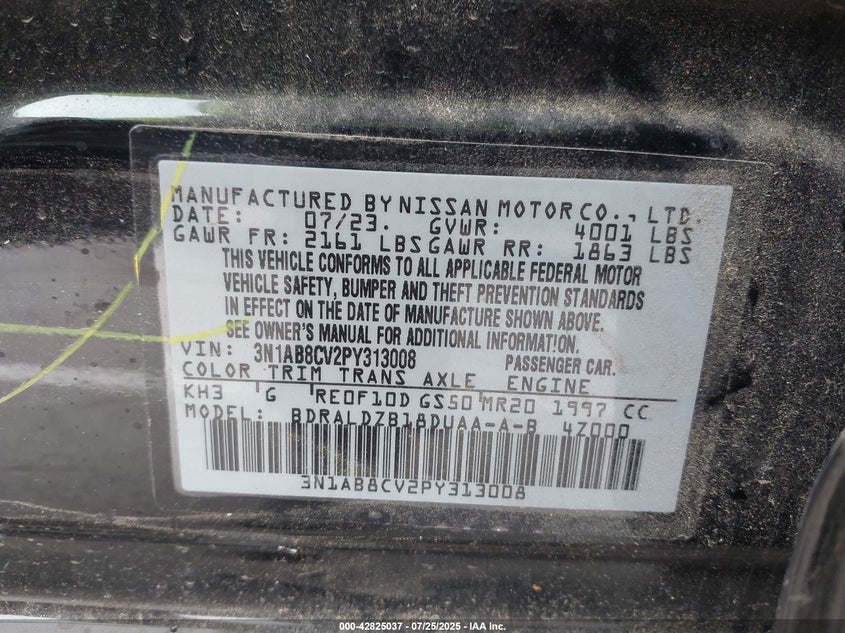 MANUFACTURED BY NISSAN MOTOR CO., LTD.
DATE: 07/23. GVWR: 4001 LBS
GAWR FR: 2161 LBS GAWR RR: 1863 LBS
THIS VEHICLE CONFORMS TO ALL APPLICABLE FEDERAL MOTOR
VEHICLE SAFETY, BUMPER AND THEFT PREVENTION STANDARDS
IN EFFECT ON THE DATE OF MANUFACTURE SHOWN ABOVE.
SEE OWNER'S MANUAL FOR ADDITIONAL INFORMATION.
VIN: 3N1AB8CV2PY313008 PASSENGER CAR.
COLOR TRIM TRANS AXLE ENGINE
KH3 G RE0F10D GS50 MR20 1997 CC
MODEL: BDRALDZB18DUAA-A-B 4Z000
3N1AB8CV2PY313008
000-42825037 - 07/25/2025 - IAA Inc.